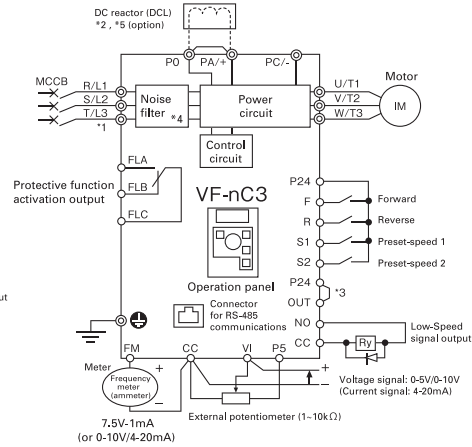 DC reactor (DCL)
*2 , *5 (option)
P0 PA/+ PC/-
MCCB
R/L1
S/L2
T/L3
*1
Noise
filter *4
Power
circuit
U/T1
V/T2
W/T3
Motor
IM
Control
circuit
FLA
FLB
FLC
Protective function
activation output
VF-nC3
Operation panel
P24
F Forward
R Reverse
S1 Preset-speed 1
S2 Preset-speed 2
P24
*3
OUT
ut
Connector
for RS-485
communications
NO
CC
Ry
Low-Speed
signal output
FM CC VI P5
Meter
+
Frequency
meter
(ammeter)
−
+
−
Voltage signal: 0-5V/0-10V
(Current signal: 4-20mA)
External potentiometer (1~10kΩ)
7.5V-1mA
(or 0-10V/4-20mA)